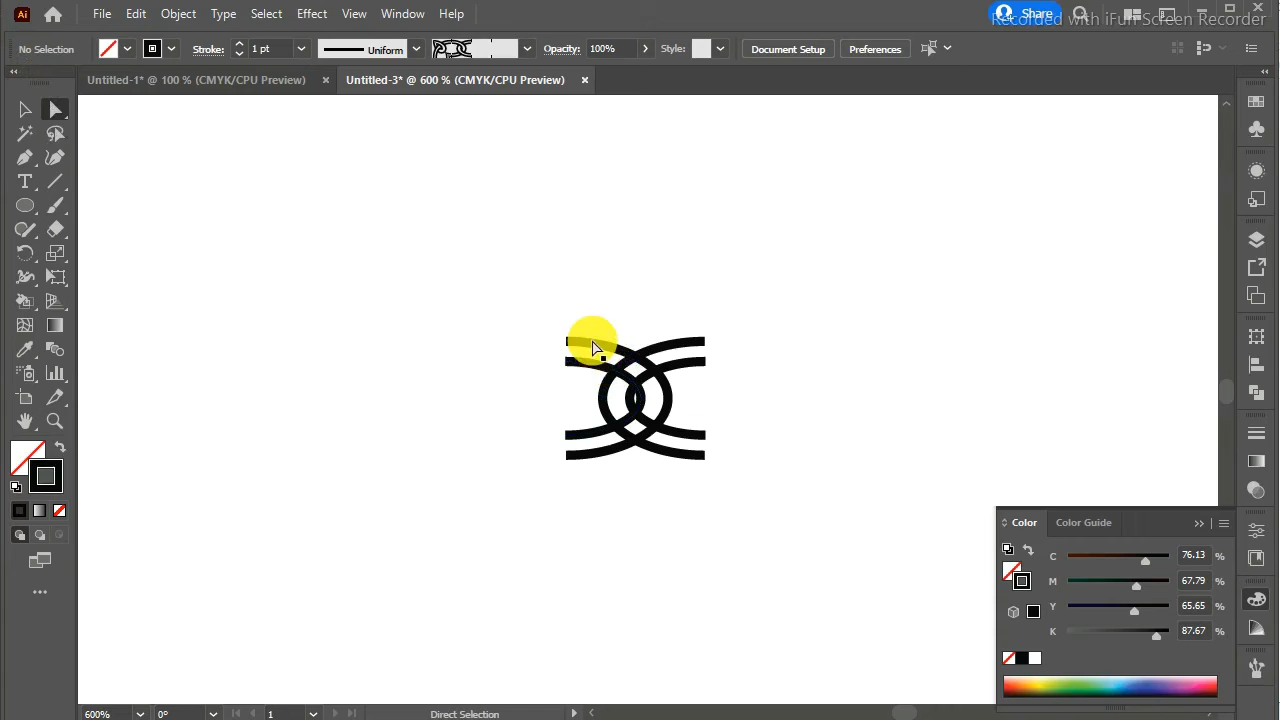 Ai File Edit Object Type Select Effect View Window Help Share
Recorded with iFun Screen Recorder
No Selection Stroke: 1 pt Uniform Opacity: 100% Style: Document Setup Preferences
Untitled-1* @ 100 % (CMYK/CPU Preview) Untitled-3* @ 600 % (CMYK/CPU Preview)
Color Color Guide
C 76.13 %
M 67.79 %
Y 65.65 %
K 87.67 %
600% 0° 1 Direct Selection